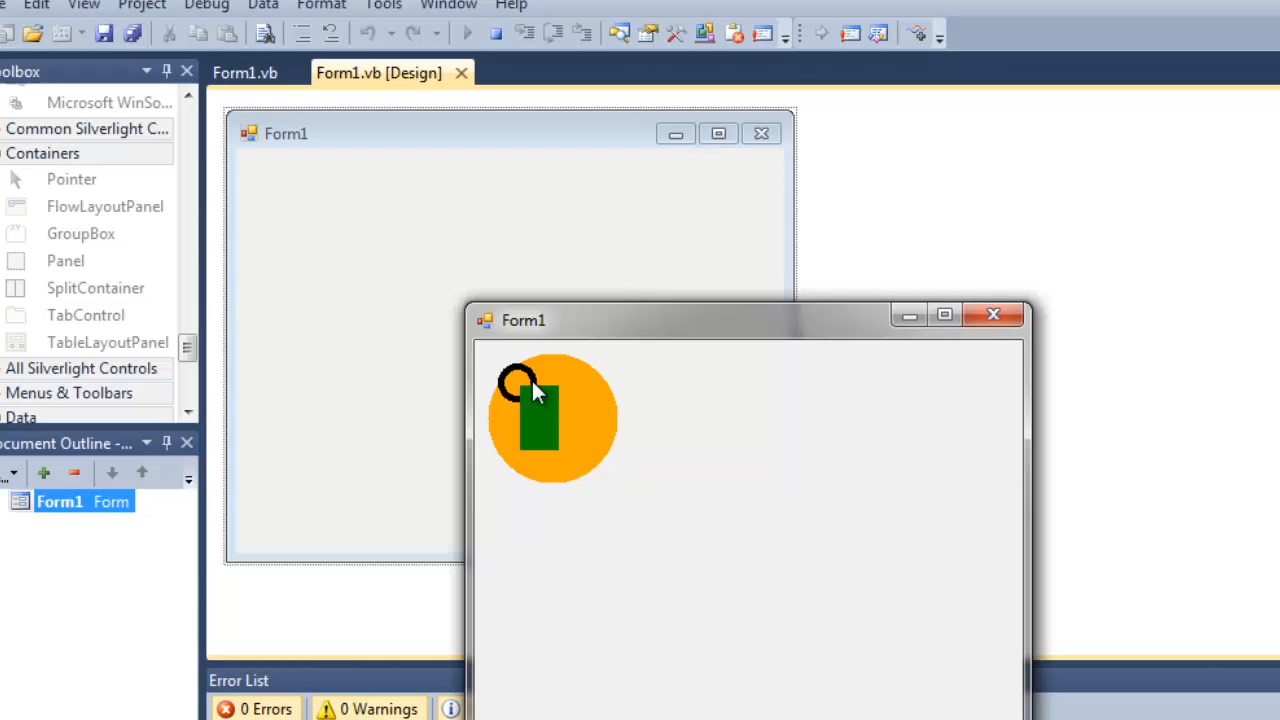 Edit View Project Debug Data Format Tools Window Help
oolbox
Form1.vb
Form1.vb [Design]
Microsoft WinSo...
Common Silverlight C...
Containers
Pointer
FlowLayoutPanel
GroupBox
Panel
SplitContainer
TabControl
TableLayoutPanel
All Silverlight Controls
Menus & Toolbars
Data
ocument Outline -...
Form1 Form
Form1
Form1
Error List
0 Errors
0 Warnings